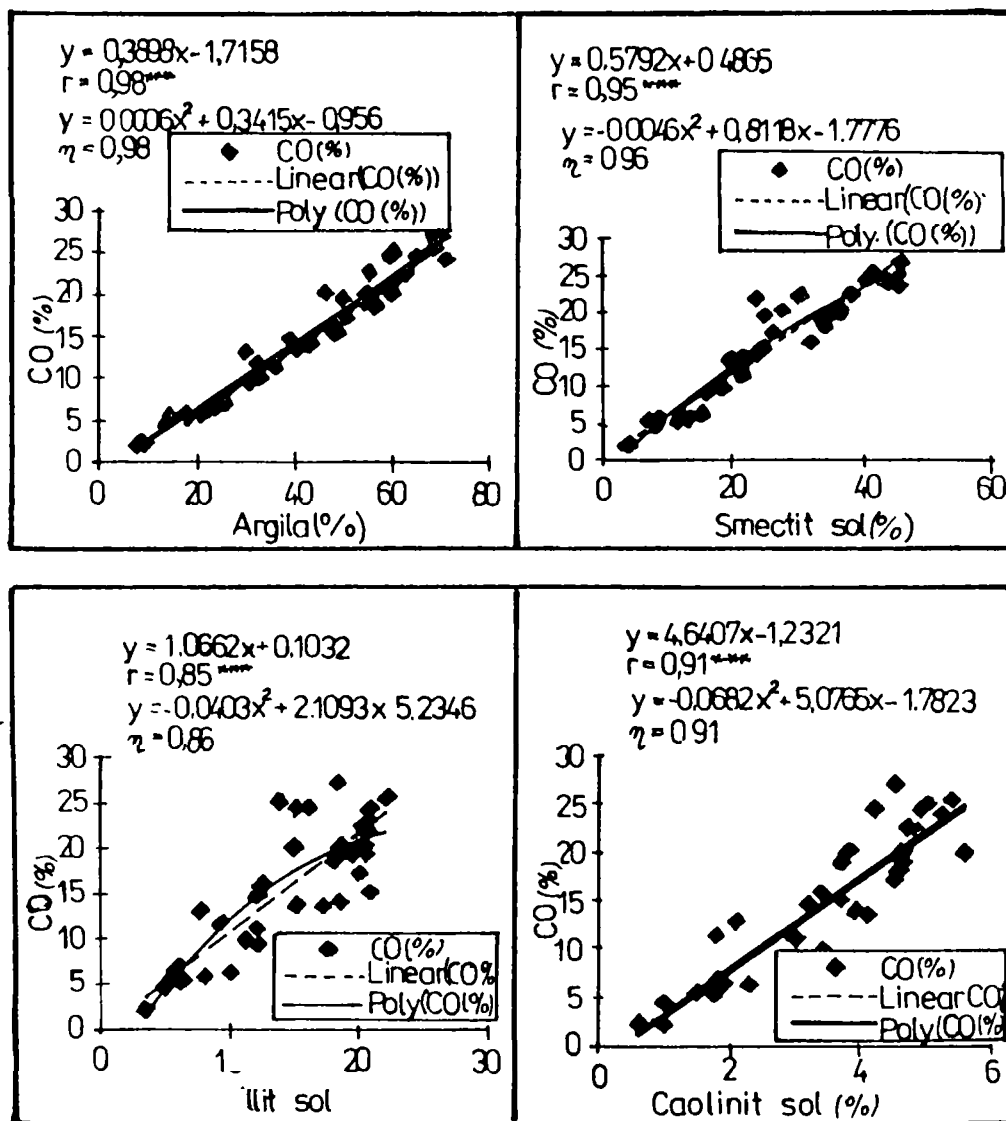 y = 0,3898x-1,7158
r = 0,98***
y = 0.0006x² + 0,3415x - 0,956
η = 0,98
CO(%)
Linear(CO(%))
Poly (CO(%))
30
25
20
15
10
5
0
CO (%)
0 20 40 60 80
Argila(%)
y = 0,5792x+0 4865
r = 0,95***
y = -0.0046x² + 0,8118x - 1.7776
η = 0 96
CO(%)
Linear(CO(%)
Poly. (CO(%))
30
25
20
15
10
5
0
CO (%)
0 20 40 60
Smectit sol(%)
y = 1.0662x+0.1032
r = 0,85***
y = -0.0403x² + 2.1093x 5.2346
η = 0,86
30
25
20
15
10
5
0
CO(%)
CO(%)
Linear(CO%
Poly(CO(%)
0 1 20 30
llit sol
y = 4,6407x-1,2321
r = 0,91***
y = -0.0682x² + 5,0765x - 1.7823
η = 0 91
30
25
20
15
10
5
0
CO(%)
CO(%)
Linear CO(
Poly(CO(%)
0 2 4 6
Caolinit sol (%)